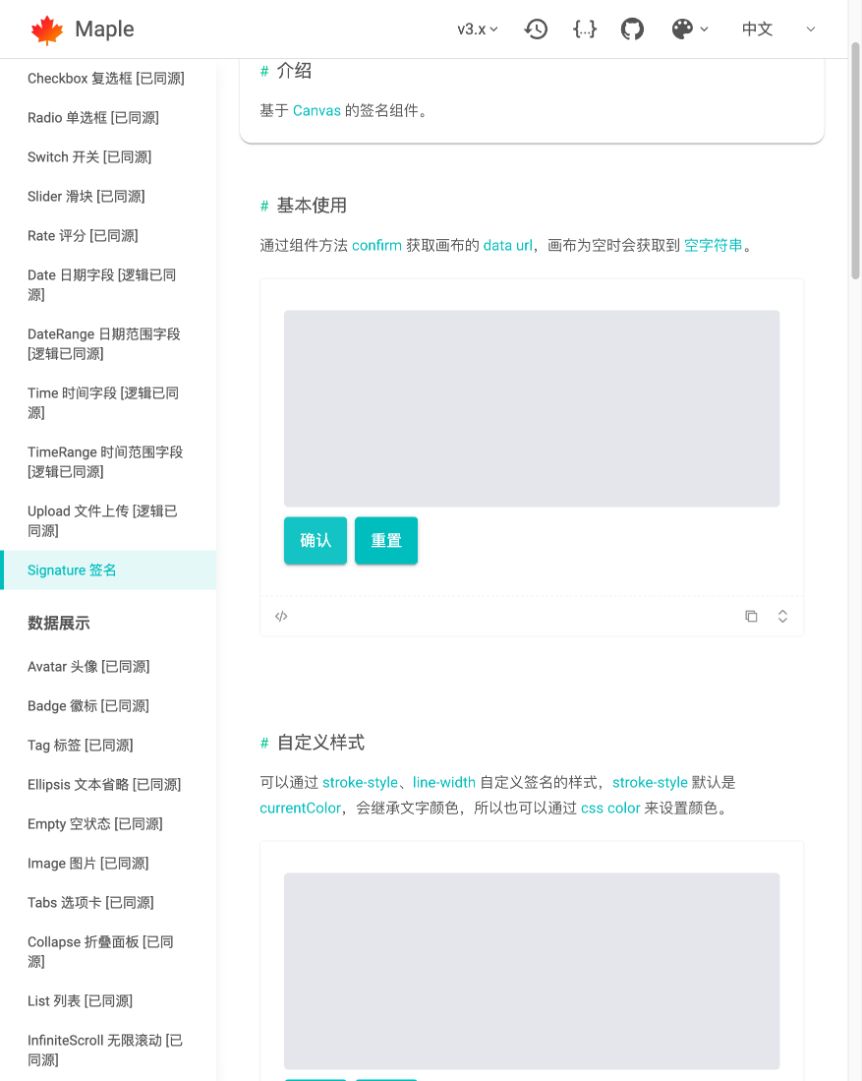 Maple
v3.x
中文
Checkbox 复选框 [已同源]
Radio 单选框 [已同源]
Switch 开关 [已同源]
Slider 滑块 [已同源]
Rate 评分 [已同源]
Date 日期字段 [逻辑已同
源]
DateRange 日期范围字段
[逻辑已同源]
Time 时间字段 [逻辑已同
源]
TimeRange 时间范围字段
[逻辑已同源]
Upload 文件上传 [逻辑已
同源]
Signature 签名
数据展示
Avatar 头像 [已同源]
Badge 徽标 [已同源]
Tag 标签 [已同源]
Ellipsis 文本省略 [已同源]
Empty 空状态 [已同源]
Image 图片 [已同源]
Tabs 选项卡 [已同源]
Collapse 折叠面板 [已同
源]
List 列表 [已同源]
InfiniteScroll 无限滚动 [已
同源]
# 介绍
基于 Canvas 的签名组件。
# 基本使用
通过组件方法 confirm 获取画布的 data url，画布为空时会获取到 空字符串。
确认
重置
# 自定义样式
可以通过 stroke-style、line-width 自定义签名的样式，stroke-style 默认是
currentColor，会继承文字颜色，所以也可以通过 css color 来设置颜色。